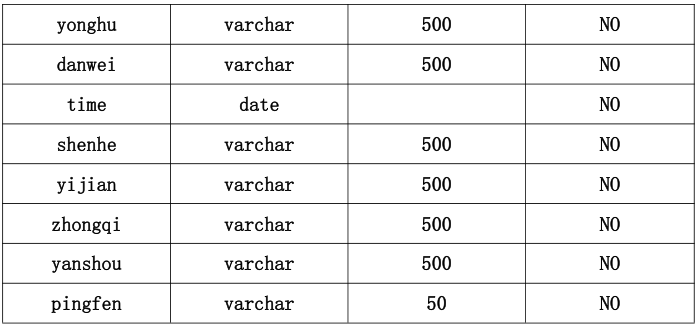 yonghu varchar 500 NO
danwei varchar 500 NO
time date NO
shenhe varchar 500 NO
yijian varchar 500 NO
zhongqi varchar 500 NO
yanshou varchar 500 NO
pingfen varchar 50 NO